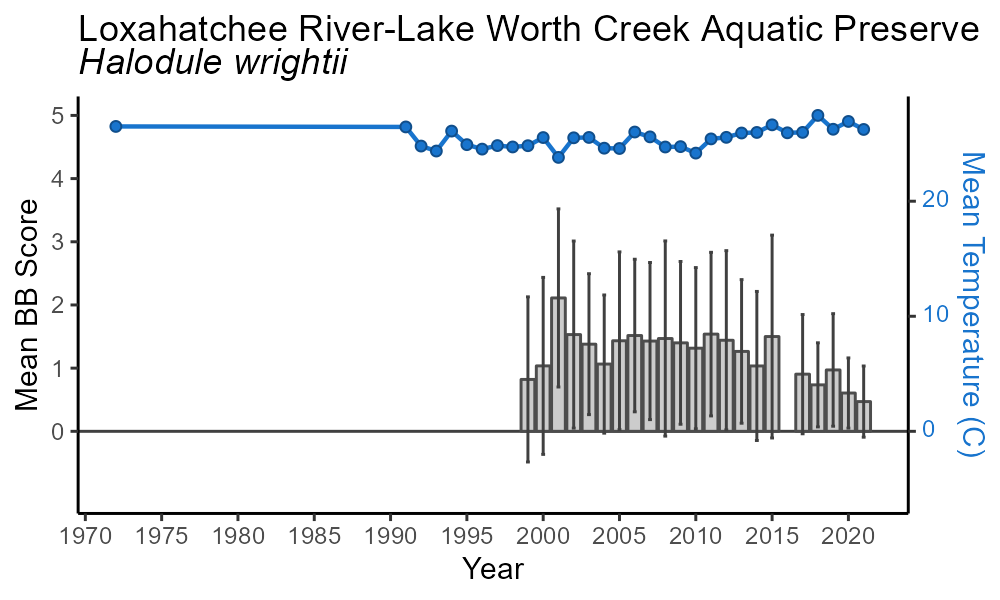 Loxahatchee River-Lake Worth Creek Aquatic Preserve
Halodule wrightii
Mean BB Score
5
4
3
2
1
0
20
10
0
Mean Temperature (C)
1970 1975 1980 1985 1990 1995 2000 2005 2010 2015 2020
Year